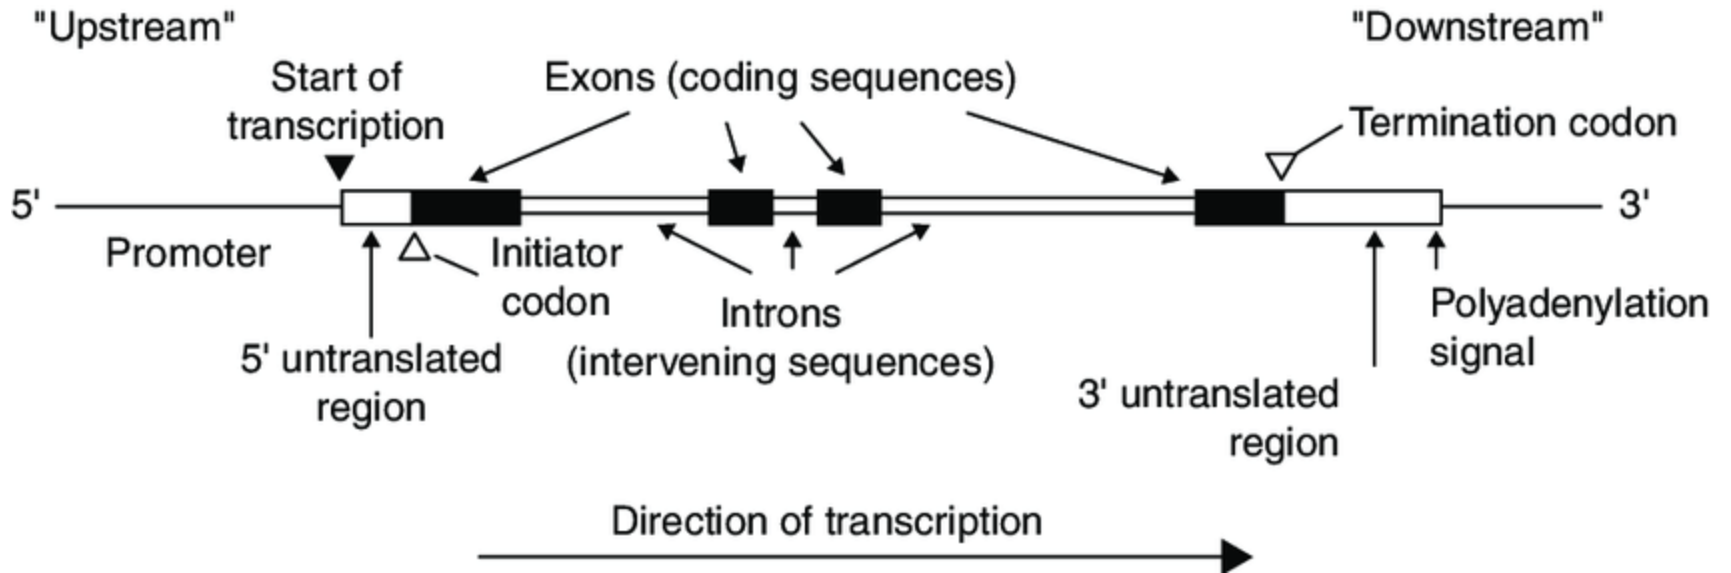 "Upstream"
"Downstream"
Start of
transcription
Exons (coding sequences)
Termination codon
5'
3'
Promoter
Initiator
codon
5' untranslated
region
Introns
(intervening sequences)
Polyadenylation
signal
3' untranslated
region
Direction of transcription